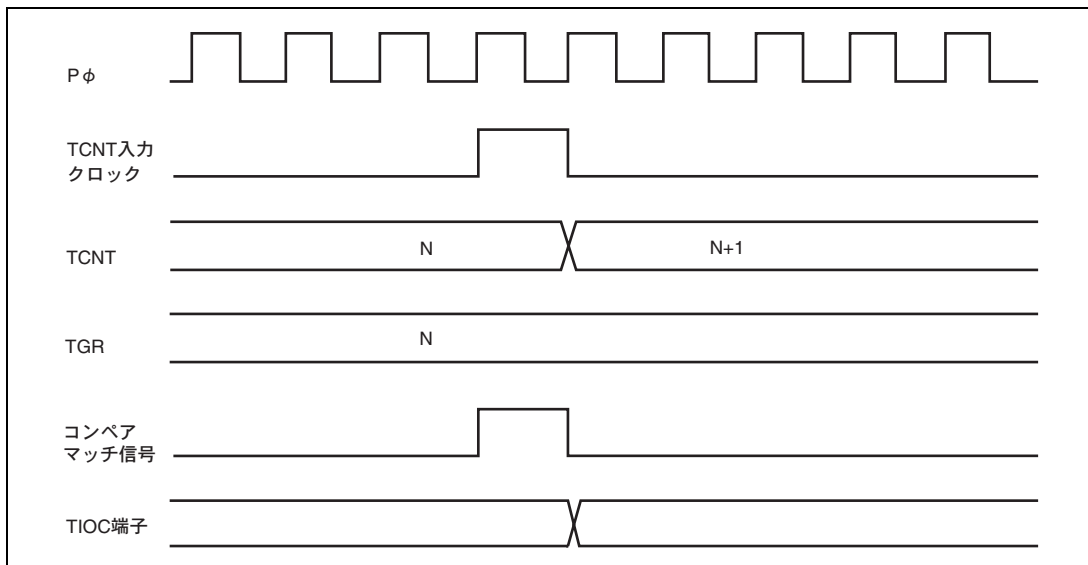 Pφ
TCNT入力
クロック
TCNT
N
N+1
TGR
N
コンペア
マッチ信号
TIOC端子